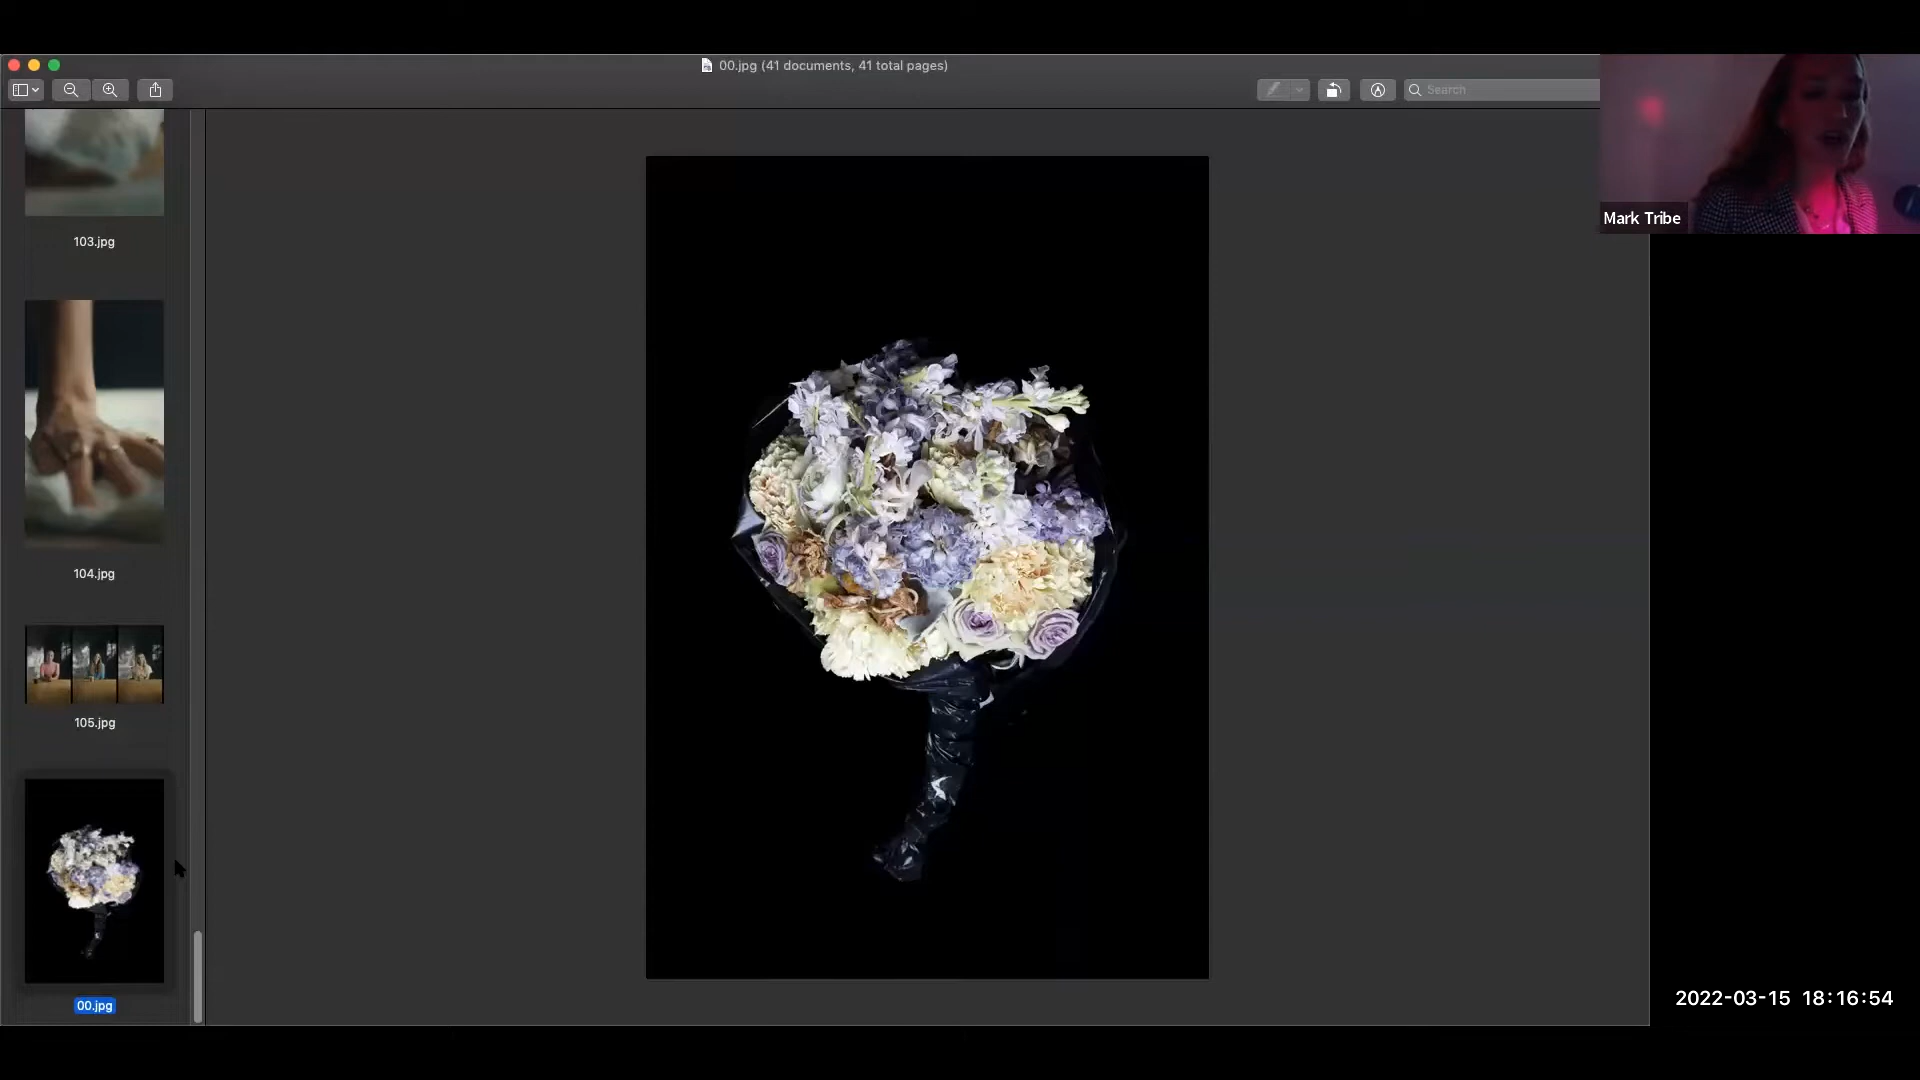 00.jpg (41 documents, 41 total pages)
Search
Mark Tribe
103.jpg
104.jpg
105.jpg
00.jpg
2022-03-15 18:16:54